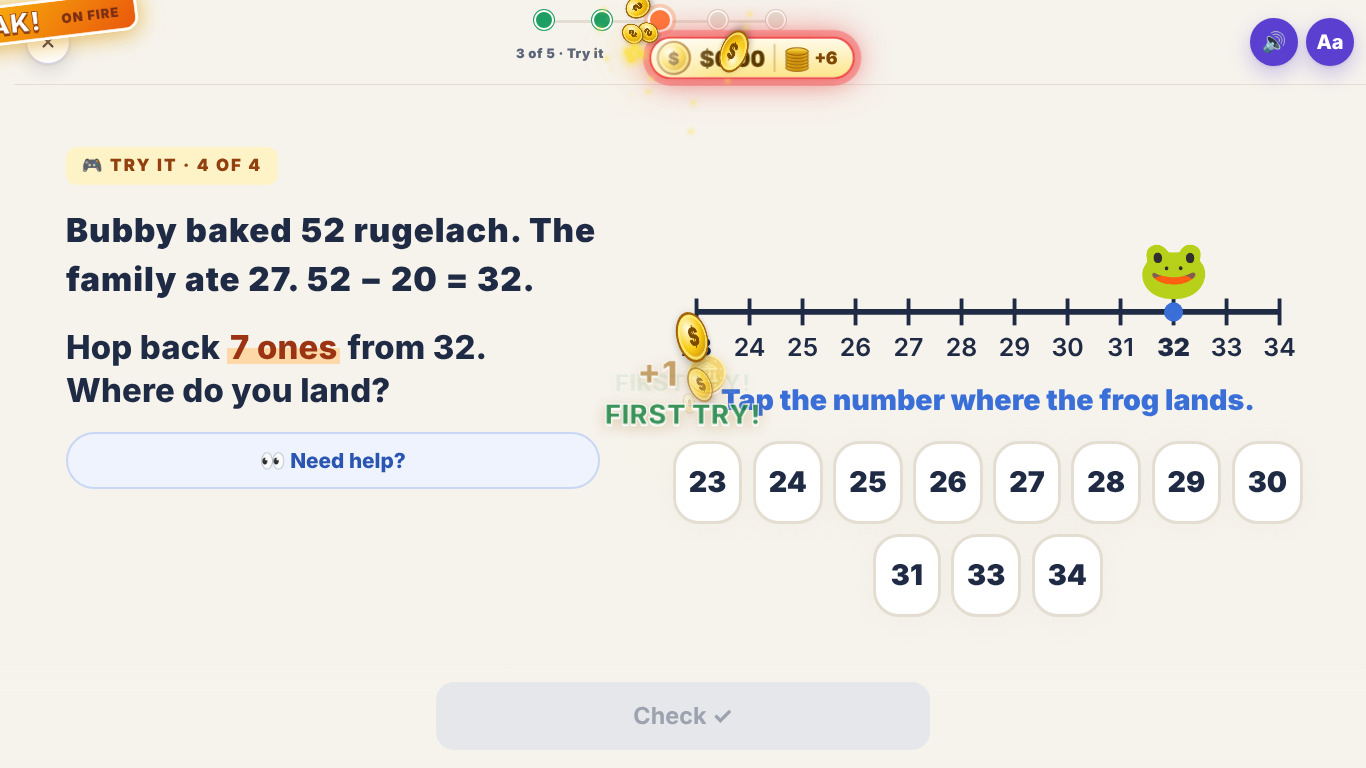 AK! ON FIRE
3 of 5 · Try it
+6
Aa
🎮 TRY IT · 4 OF 4
Bubby baked 52 rugelach. The
family ate 27. 52 − 20 = 32.
Hop back 7 ones from 32.
Where do you land?
👀 Need help?
24 25 26 27 28 29 30 31 32 33 34
+1
FIRST TRY!
Tap the number where the frog lands.
23 24 25 26 27 28 29 30
31 33 34
Check ✓